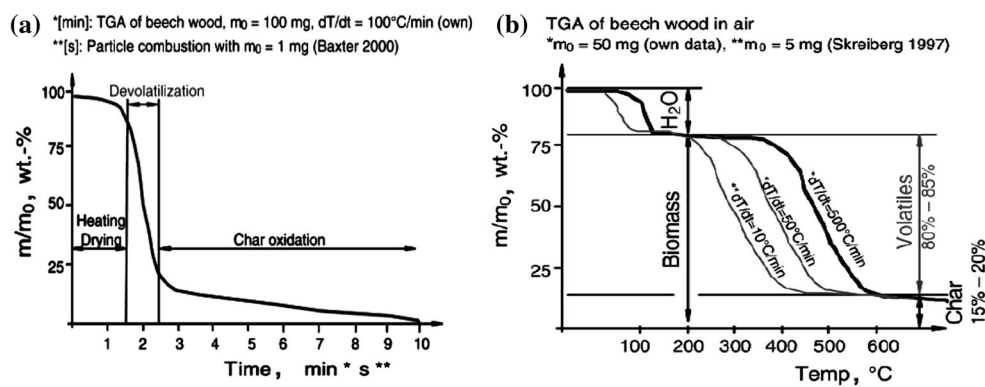 (a) *[min]: TGA of beech wood, m₀ = 100 mg, dT/dt = 100°C/min (own)
**[s]: Particle combustion with m₀ = 1 mg (Baxter 2000)
Devolatilization
100
75
50
25
m/m₀, wt.-%
Heating
Drying
Char oxidation
1 2 3 4 5 6 7 8 9 10
Time, min * s **
(b) TGA of beech wood in air
*m₀ = 50 mg (own data), **m₀ = 5 mg (Skreiberg 1997)
100
75
50
25
m/m₀, wt.-%
H₂O
Biomass
**dT/dt=10°C/min
*dT/dt=50°C/min
*dT/dt=500°C/min
Volatiles
80% – 85%
Char
15% – 20%
100 200 300 400 500 600
Temp, °C